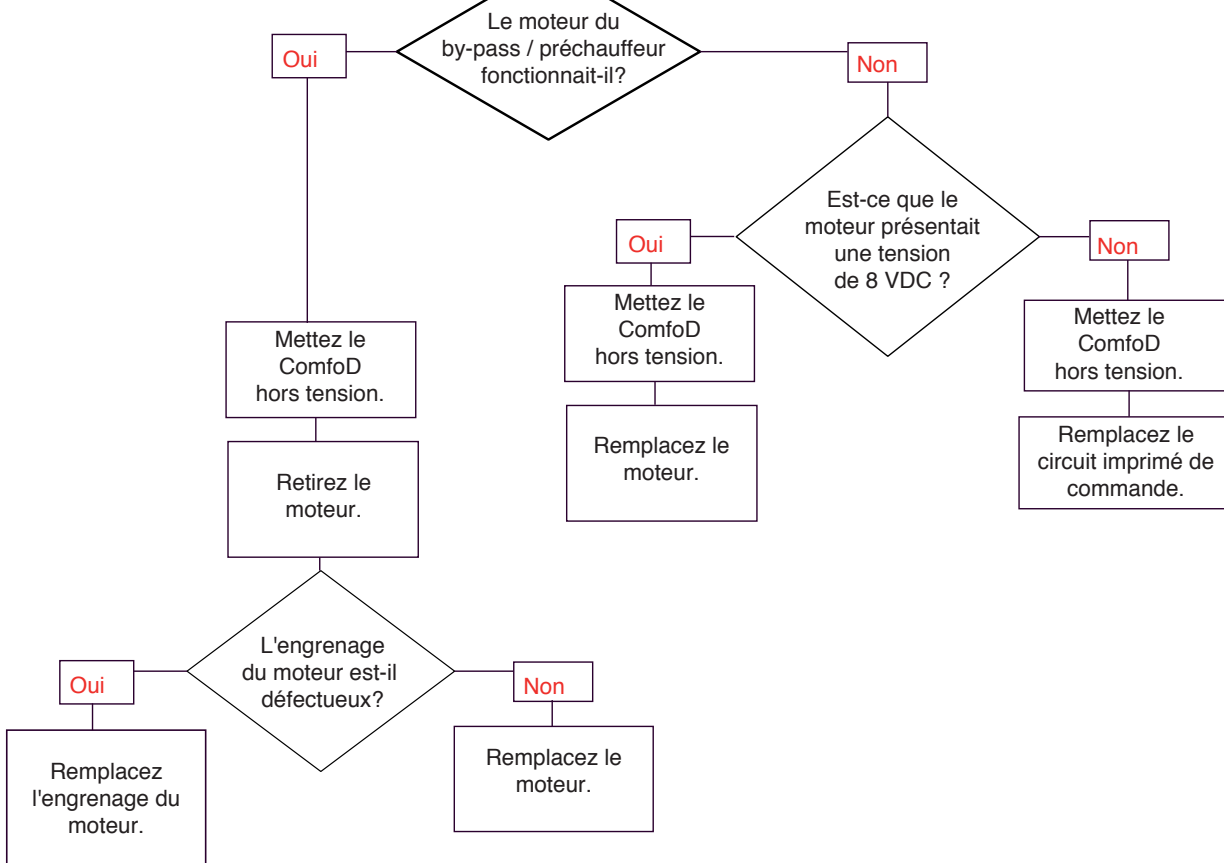 Le moteur du
by-pass / préchauffeur
fonctionnait-il?
Oui
Non
Est-ce que le
moteur présentait
une tension
de 8 VDC ?
Oui
Non
Mettez le
ComfoD
hors tension.
Mettez le
ComfoD
hors tension.
Mettez le
ComfoD
hors tension.
Remplacez le
moteur.
Remplacez le
circuit imprimé de
commande.
Retirez le
moteur.
L'engrenage
du moteur est-il
défectueux?
Oui
Non
Remplacez
l'engrenage du
moteur.
Remplacez le
moteur.